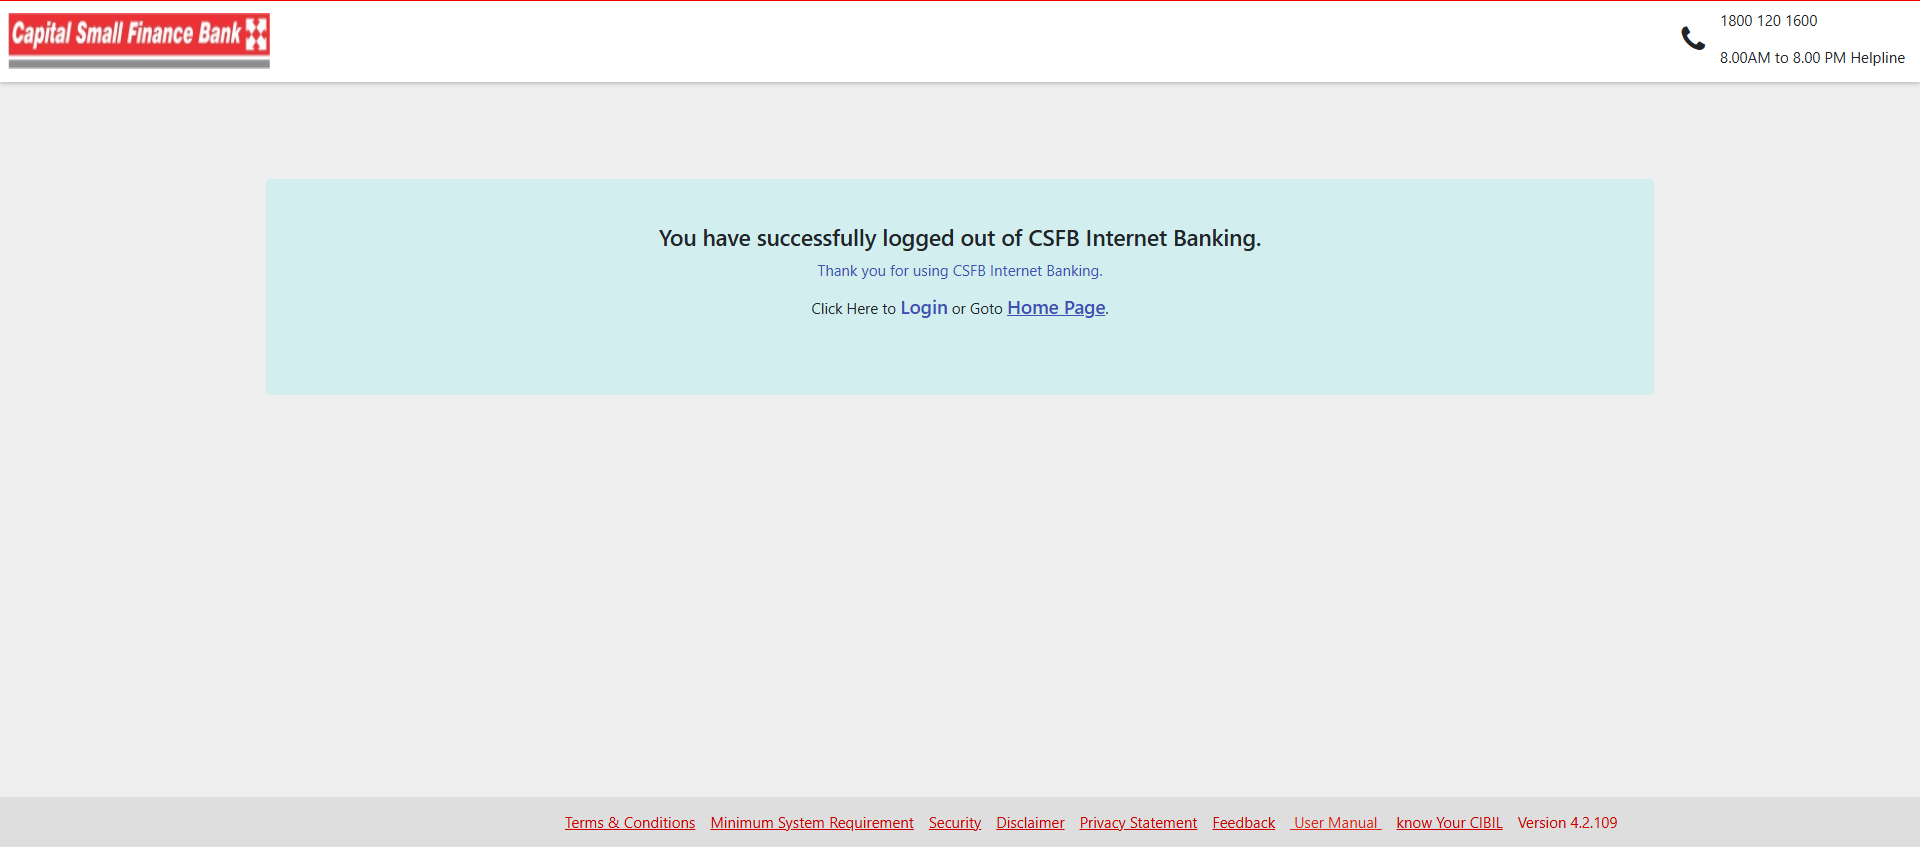 Capital Small Finance Bank
1800 120 1600
8.00AM to 8.00 PM Helpline
You have successfully logged out of CSFB Internet Banking.
Thank you for using CSFB Internet Banking.
Click Here to Login or Goto Home Page.
Terms & Conditions Minimum System Requirement Security Disclaimer Privacy Statement Feedback User Manual know Your CIBIL Version 4.2.109